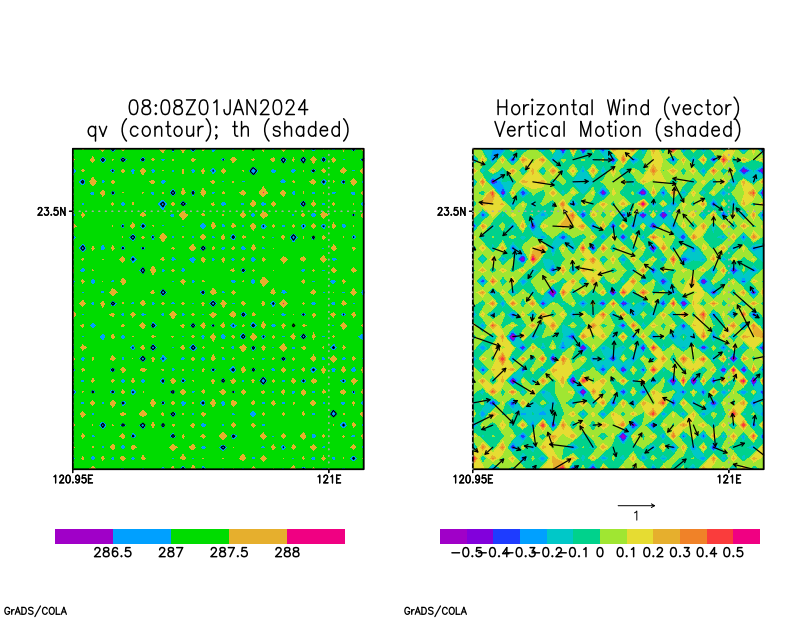 08:08Z01JAN2024
qv (contour); th (shaded)
23.5N
120.95E 121E
286.5 287 287.5 288
Horizontal Wind (vector)
Vertical Motion (shaded)
23.5N
120.95E 121E
1
-0.5 -0.4 -0.3 -0.2 -0.1 0 0.1 0.2 0.3 0.4 0.5
GrADS/COLA
GrADS/COLA